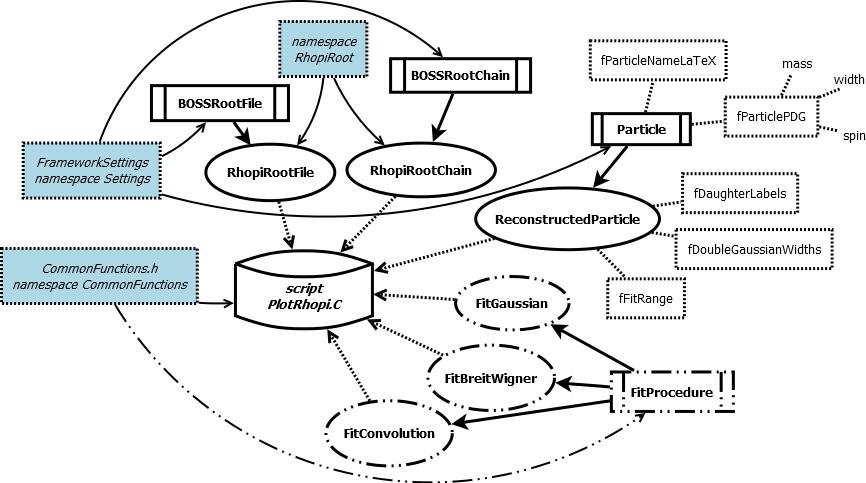 namespace
RhopiRoot
fParticleNameLaTeX
mass
BOSSRootChain
width
BOSSRootFile
fParticlePDG
Particle
spin
FrameworkSettings
namespace Settings
RhopiRootFile
RhopiRootChain
fDaughterLabels
ReconstructedParticle
fDoubleGaussianWidths
CommonFunctions.h
namespace CommonFunctions
script
PlotRhopi.C
fFitRange
FitGaussian
FitBreitWigner
FitProcedure
FitConvolution